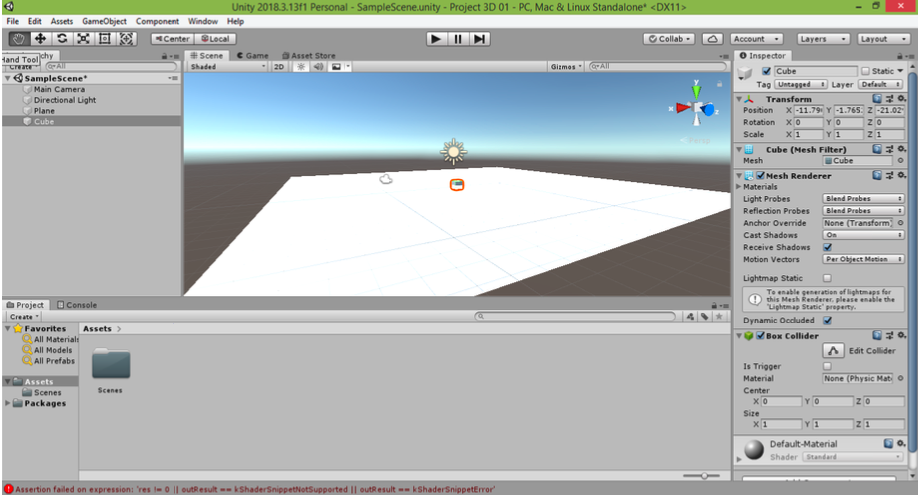 Unity 2018.3.13f1 Personal - SampleScene.unity - Project 3D 01 - PC, Mac & Linux Standalone* <DX11>
File Edit Assets GameObject Component Window Help
Center Local Collab Account Layers Layout
Hand Tool
Create All
SampleScene*
Main Camera
Directional Light
Plane
Cube
Scene Game Asset Store
Shaded 2D Gizmos All
y
x
z
Persp
Project Console
Create
Favorites
All Materials
All Models
All Prefabs
Assets
Scenes
Packages
Assets >
Scenes
Inspector
Cube Static
Tag Untagged Layer Default
Transform
Position X -11.79 Y -1.765 Z -21.02
Rotation X 0 Y 0 Z 0
Scale X 1 Y 1 Z 1
Cube (Mesh Filter)
Mesh Cube
Mesh Renderer
Materials
Light Probes Blend Probes
Reflection Probes Blend Probes
Anchor Override None (Transform)
Cast Shadows On
Receive Shadows
Motion Vectors Per Object Motion
Lightmap Static
To enable generation of lightmaps for
this Mesh Renderer, please enable the
'Lightmap Static' property.
Dynamic Occluded
Box Collider
Edit Collider
Is Trigger
Material None (Physic Mat
Center
X 0 Y 0 Z 0
Size
X 1 Y 1 Z 1
Default-Material
Shader Standard
Assertion failed on expression: 'res != 0 || outResult == kShaderSnippetNotSupported || outResult == kShaderSnippetError'